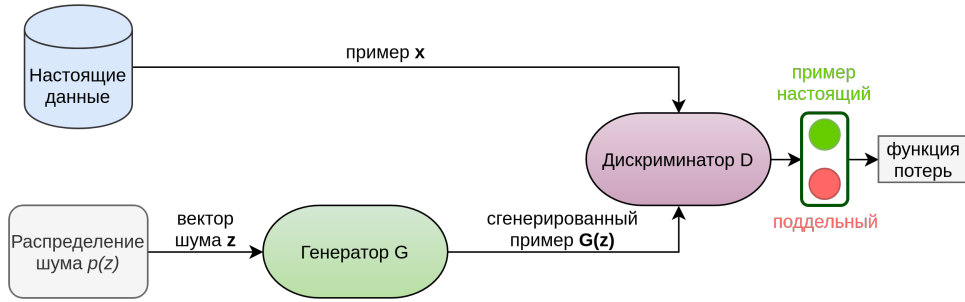 Настоящие
данные
пример x
пример
настоящий
Дискриминатор D
функция
потерь
поддельный
Распределение
шума p(z)
вектор
шума z
Генератор G
сгенерированный
пример G(z)